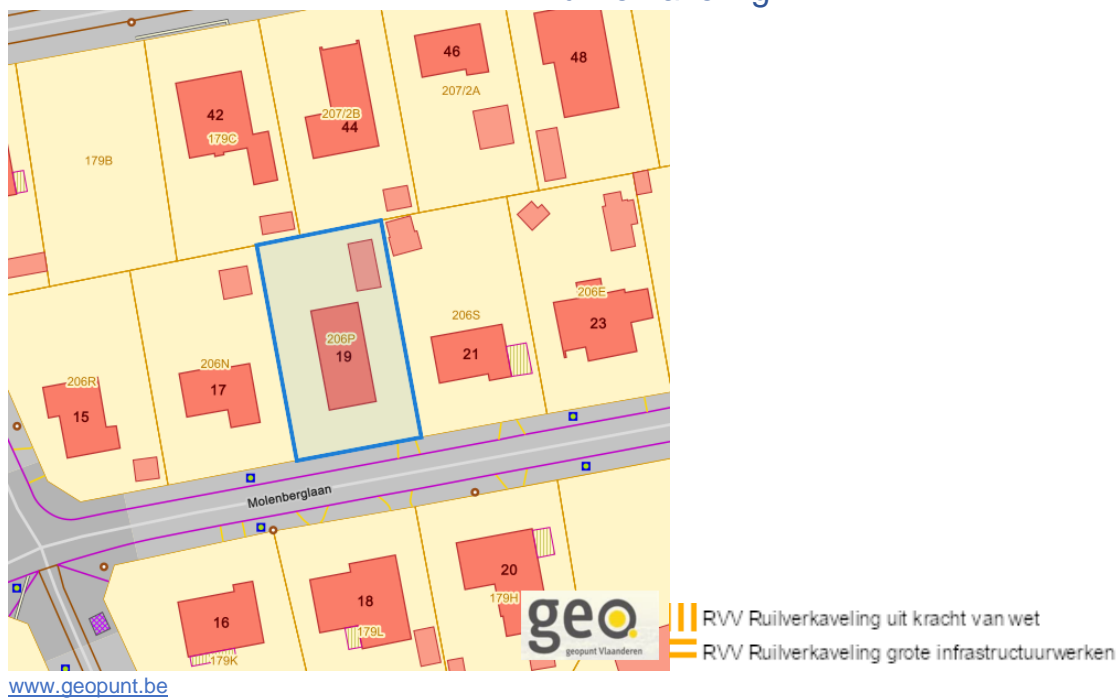 46
48
207/2A
42
207/2B
44
179C
179B
206S
206E
23
206P
19
21
206N
17
206R
15
Molenberglaan
20
18
179H
16
179L
179K
geo.
geopunt Vlaanderen
RVV Ruilverkaveling uit kracht van wet
RVV Ruilverkaveling grote infrastructuurwerken
www.geopunt.be